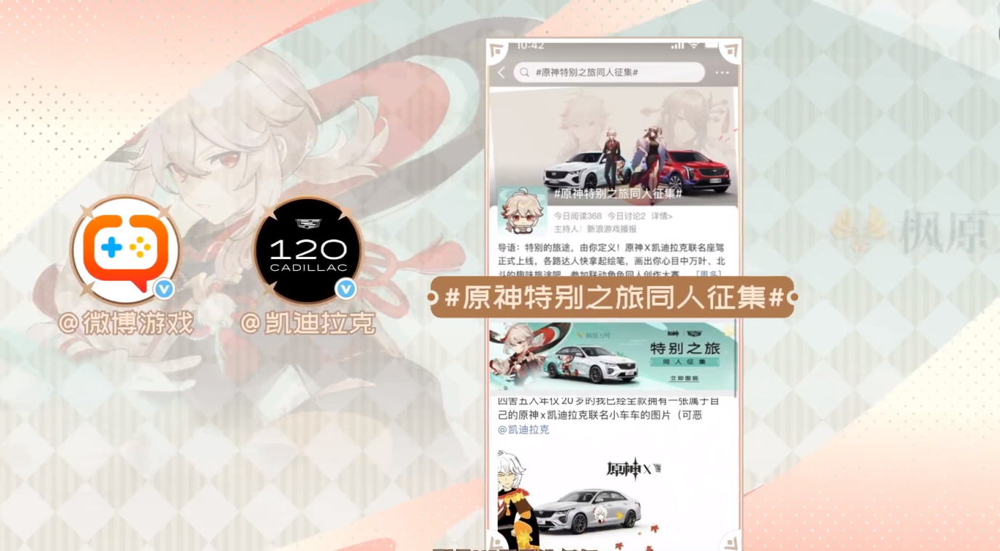 10:42
#原神特别之旅同人征集#
#原神特别之旅同人征集#
今日阅读368 今日讨论2 详情>
主持人：新浪游戏播报
导语：特别的旅途，由你定义！原神X凯迪拉克联名座驾
正式上线，各路达人快拿起绘笔，画出你心目中万叶、北
斗的趣味旅途吧，参加联动角色同人创作大赛 [更多]
#原神特别之旅同人征集#
120
CADILLAC
@微博游戏
@凯迪拉克
枫原
枫原万叶
特别之旅
同人征集
立即围观
四舍五入年仅20岁的我已经全款拥有一张属于自
己的原神x凯迪拉克联名小车车的图片（可恶
@凯迪拉克
原神X